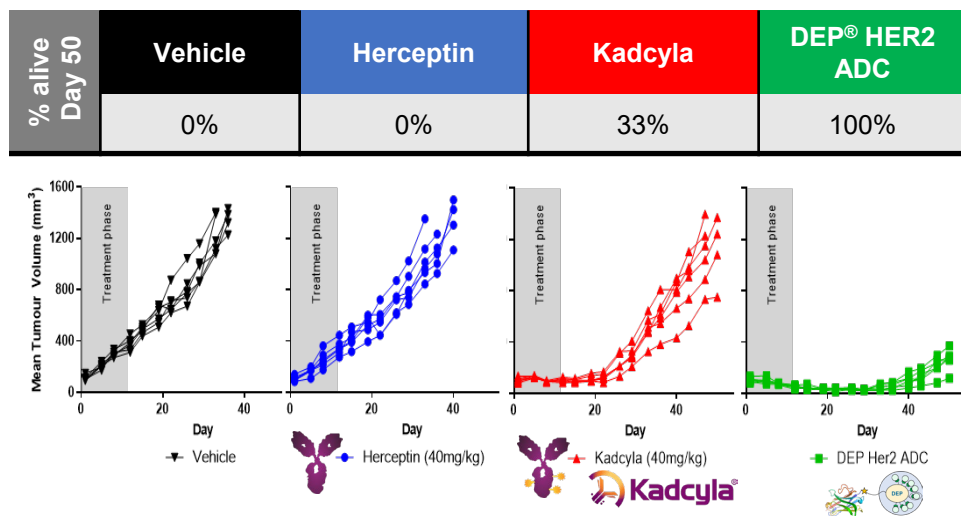 % alive
Day 50
Vehicle
Herceptin
Kadcyla
DEP® HER2
ADC
0%
0%
33%
100%
Mean Tumour Volume (mm³)
1600
1200
800
400
0
Treatment phase
0
20
40
Day
Vehicle
Treatment phase
0
20
40
Day
Herceptin (40mg/kg)
Treatment phase
0
20
40
Day
Kadcyla (40mg/kg)
Kadcyla®
Treatment phase
0
20
40
Day
DEP Her2 ADC
DEP